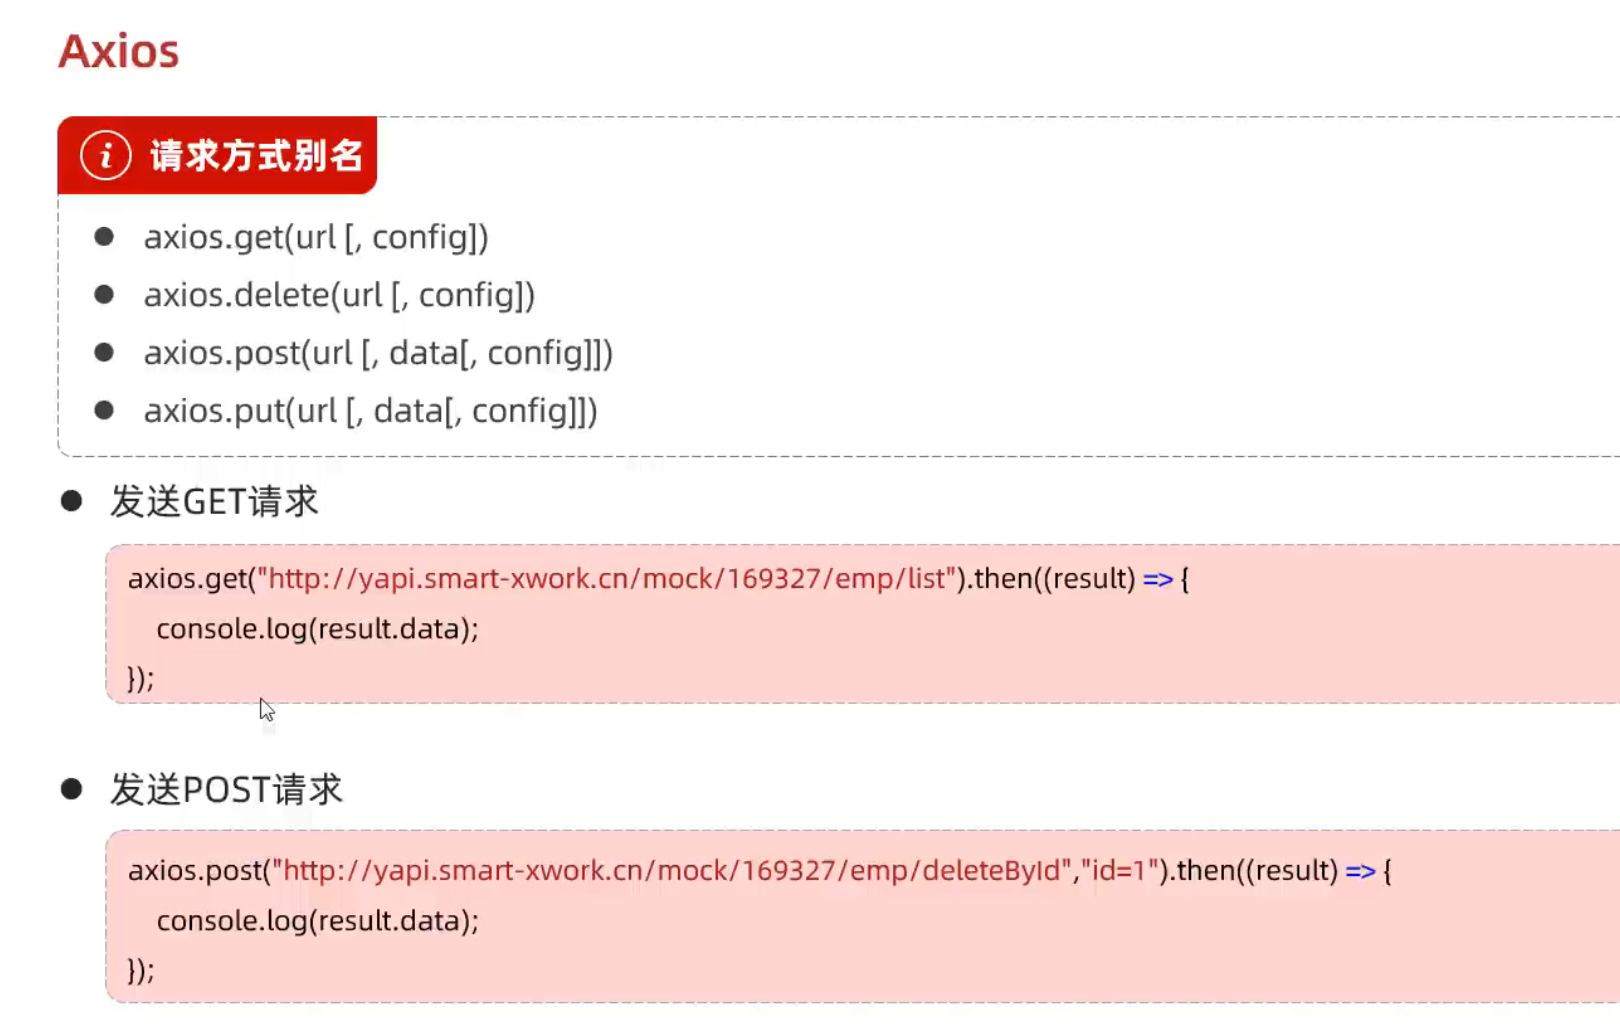 Axios
i 请求方式别名
● axios.get(url [, config])
● axios.delete(url [, config])
● axios.post(url [, data[, config]])
● axios.put(url [, data[, config]])
● 发送GET请求
axios.get("http://yapi.smart-xwork.cn/mock/169327/emp/list").then((result) => {
    console.log(result.data);
});
● 发送POST请求
axios.post("http://yapi.smart-xwork.cn/mock/169327/emp/deleteById","id=1").then((result) => {
    console.log(result.data);
});